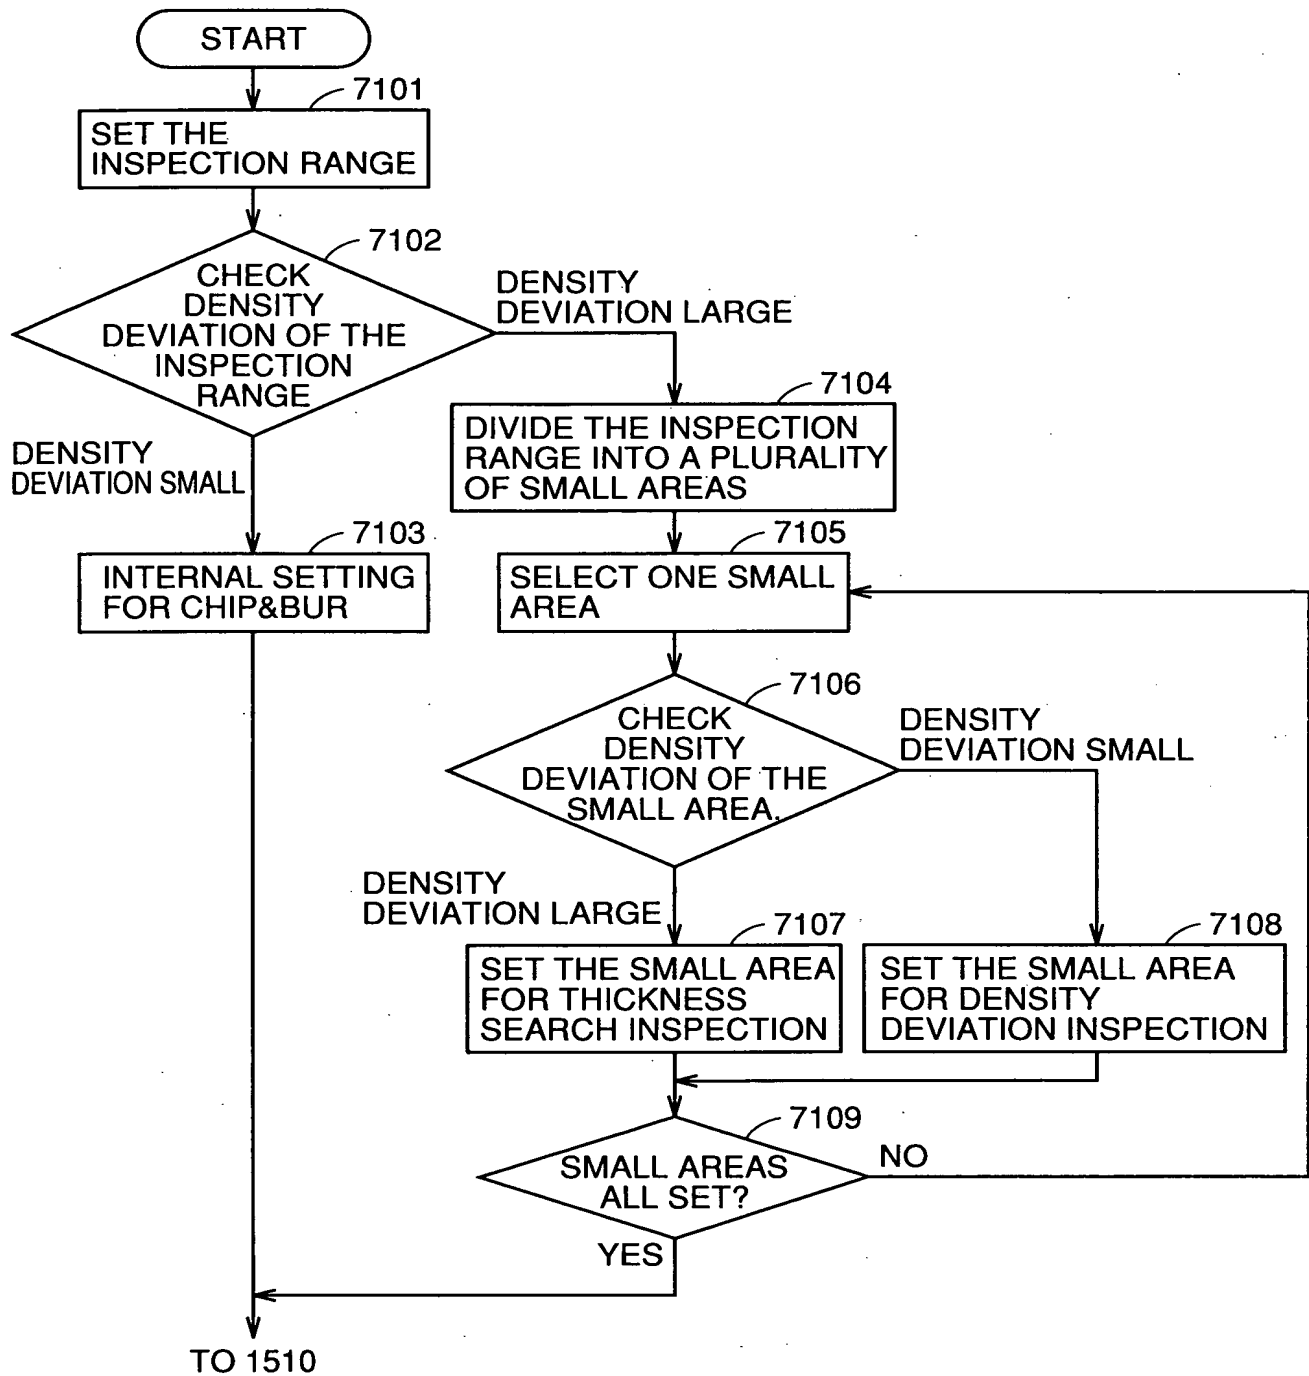 START
7101
SET THE
INSPECTION RANGE
7102
CHECK
DENSITY
DEVIATION OF THE
INSPECTION
RANGE
DENSITY
DEVIATION LARGE
DENSITY
DEVIATION SMALL
7104
DIVIDE THE INSPECTION
RANGE INTO A PLURALITY
OF SMALL AREAS
7103
INTERNAL SETTING
FOR CHIP&BUR
7105
SELECT ONE SMALL
AREA
7106
CHECK
DENSITY
DEVIATION OF THE
SMALL AREA.
DENSITY
DEVIATION SMALL
DENSITY
DEVIATION LARGE
7107
SET THE SMALL AREA
FOR THICKNESS
SEARCH INSPECTION
7108
SET THE SMALL AREA
FOR DENSITY
DEVIATION INSPECTION
7109
SMALL AREAS
ALL SET?
NO
YES
TO 1510